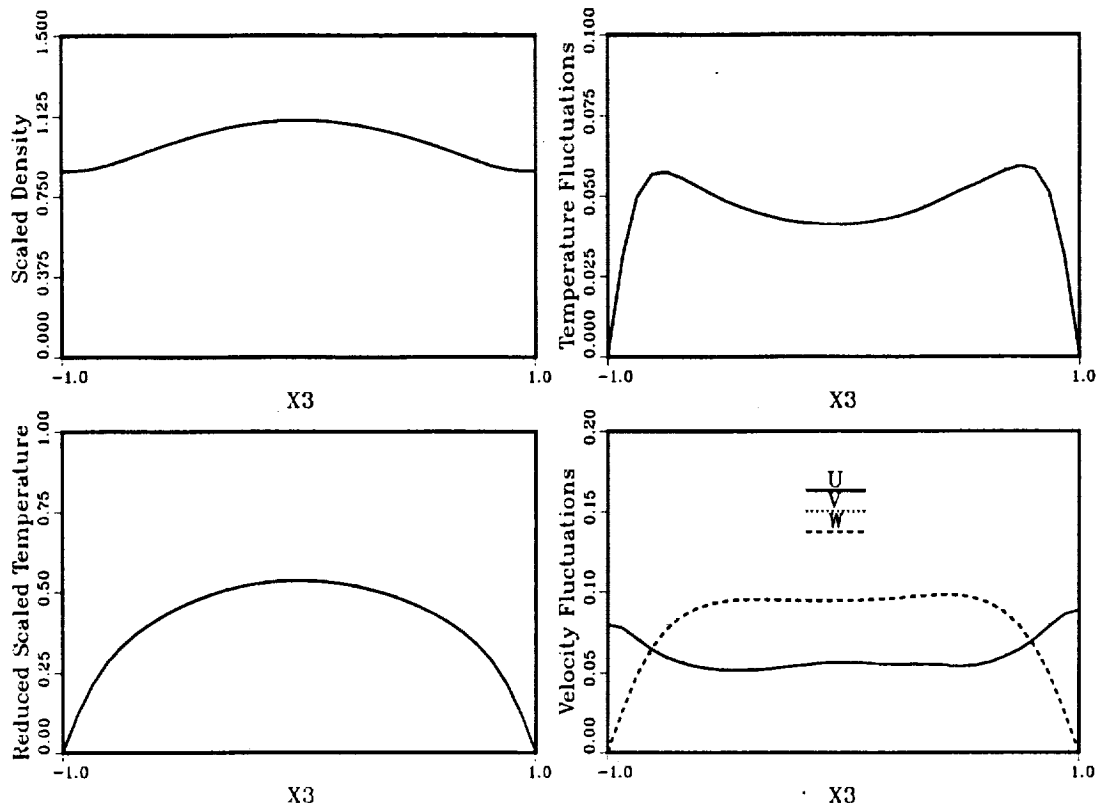 Scaled Density
1.500
1.125
0.750
0.375
0.000
-1.0
1.0
X3
Temperature Fluctuations
0.100
0.075
0.050
0.025
0.000
-1.0
1.0
X3
Reduced Scaled Temperature
1.00
0.75
0.50
0.25
0.00
-1.0
1.0
X3
Velocity Fluctuations
0.20
0.15
0.10
0.05
0.00
U
V
W
-1.0
1.0
X3